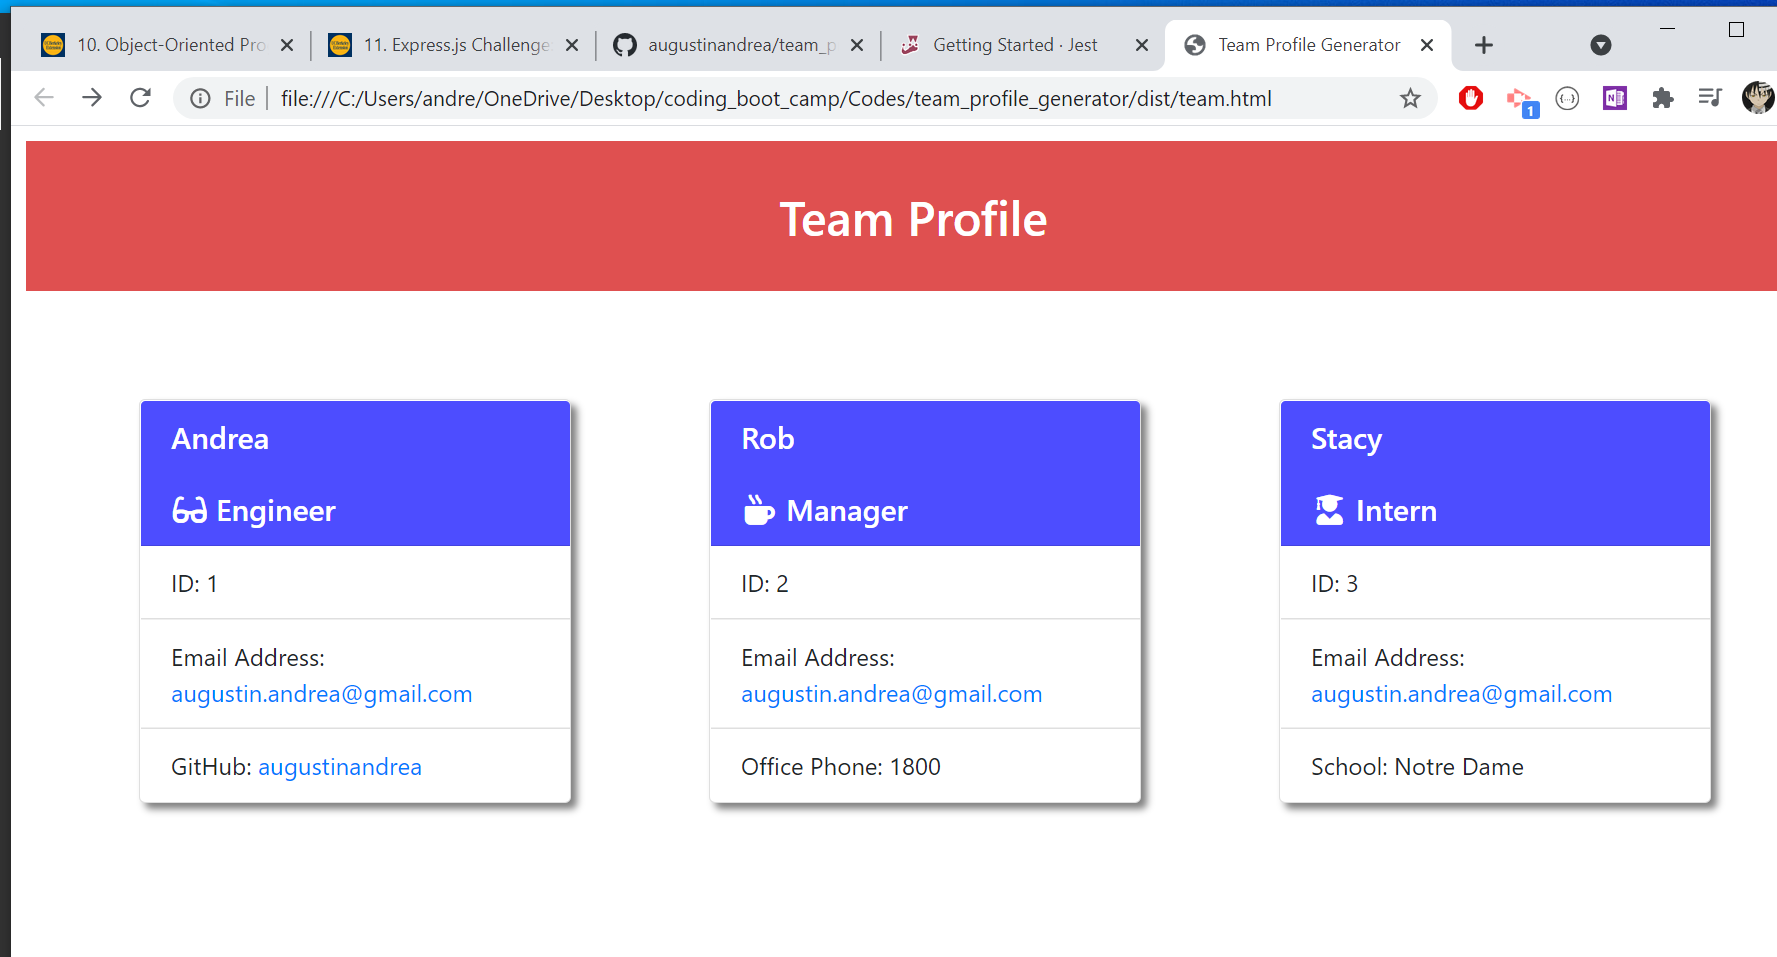 10. Object-Oriented Pro
11. Express.js Challenge
augustinandrea/team_p
Getting Started · Jest
Team Profile Generator
File
file:///C:/Users/andre/OneDrive/Desktop/coding_boot_camp/Codes/team_profile_generator/dist/team.html
1
Team Profile
Andrea
Engineer
ID: 1
Email Address:
augustin.andrea@gmail.com
GitHub: augustinandrea
Rob
Manager
ID: 2
Email Address:
augustin.andrea@gmail.com
Office Phone: 1800
Stacy
Intern
ID: 3
Email Address:
augustin.andrea@gmail.com
School: Notre Dame